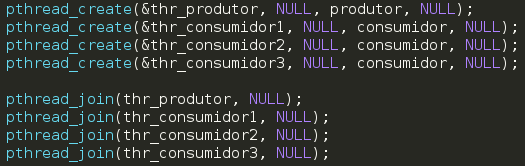 pthread_create(&thr_produtor, NULL, produtor, NULL);
pthread_create(&thr_consumidor1, NULL, consumidor, NULL);
pthread_create(&thr_consumidor2, NULL, consumidor, NULL);
pthread_create(&thr_consumidor3, NULL, consumidor, NULL);
pthread_join(thr_produtor, NULL);
pthread_join(thr_consumidor1, NULL);
pthread_join(thr_consumidor2, NULL);
pthread_join(thr_consumidor3, NULL);